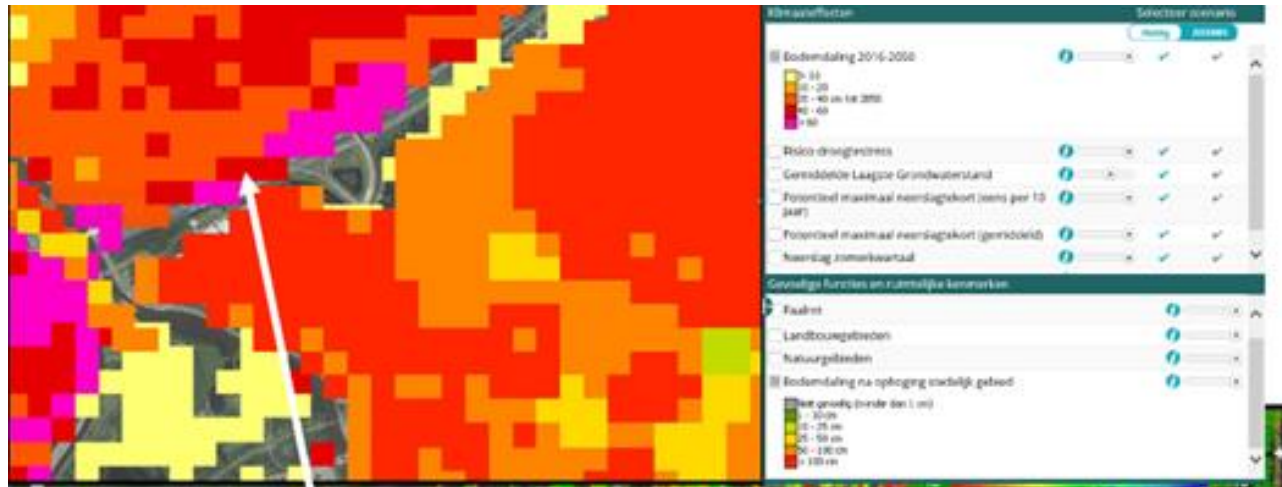 Klimaateffecten
Selecteer scenario
Huidig
Bodemdaling 2016-2050
10 - 20
20 - 40 cm tot 2050
40 - 60
> 60
Risico droogtestress
Gemiddelde Laagste Grondwaterstand
Potentieel maximaal neerslagtekort (eens per 10
jaar)
Potentieel maximaal neerslagtekort (gemiddeld)
Neerslag zomerkwartaal
Gevoelige functies en ruimtelijke kenmerken
Paalrot
Landbouwgebieden
Natuurgebieden
Bodemdaling na ophoging stedelijk gebied
Niet gevoelig (minder dan 1 cm)
1 - 10 cm
10 - 25 cm
25 - 50 cm
50 - 100 cm
> 100 cm